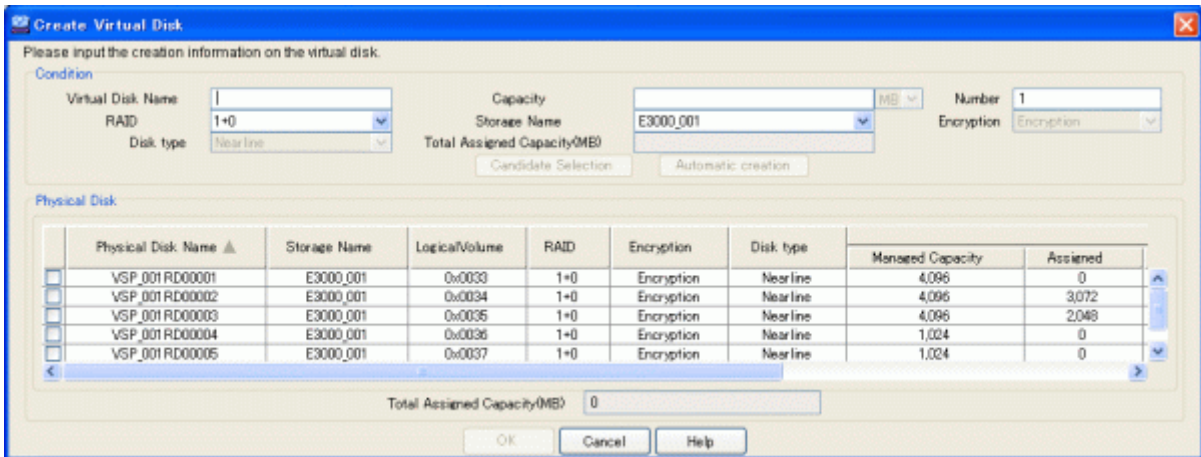 Create Virtual Disk
Please input the creation information on the virtual disk.
Condition
Virtual Disk Name Capacity MB Number 1
RAID 1+0 Storage Name E3000_001 Encryption Encryption
Disk type Nearline Total Assigned Capacity(MB)
Candidate Selection Automatic creation
Physical Disk
Physical Disk Name ▲ Storage Name LogicalVolume RAID Encryption Disk type
Managed Capacity Assigned
VSP_001RD00001 E3000_001 0x0033 1+0 Encryption Nearline 4,096 0
VSP_001RD00002 E3000_001 0x0034 1+0 Encryption Nearline 4,096 3,072
VSP_001RD00003 E3000_001 0x0035 1+0 Encryption Nearline 4,096 2,048
VSP_001RD00004 E3000_001 0x0036 1+0 Encryption Nearline 1,024 0
VSP_001RD00005 E3000_001 0x0037 1+0 Encryption Nearline 1,024 0
Total Assigned Capacity(MB) 0
OK Cancel Help